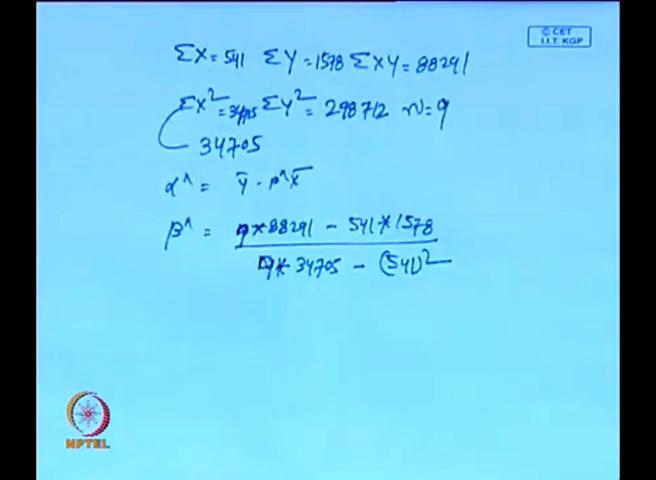 © CET
I.I.T. KGP
ΣX = 541 ΣY = 1578 ΣXY = 88291
ΣX² = 34705 ΣY² = 298712 n = 9
34705
α^ = Ȳ - β^X̄
β^ = 9*88291 - 541*1578
9* 34705 - (541)²
NPTEL